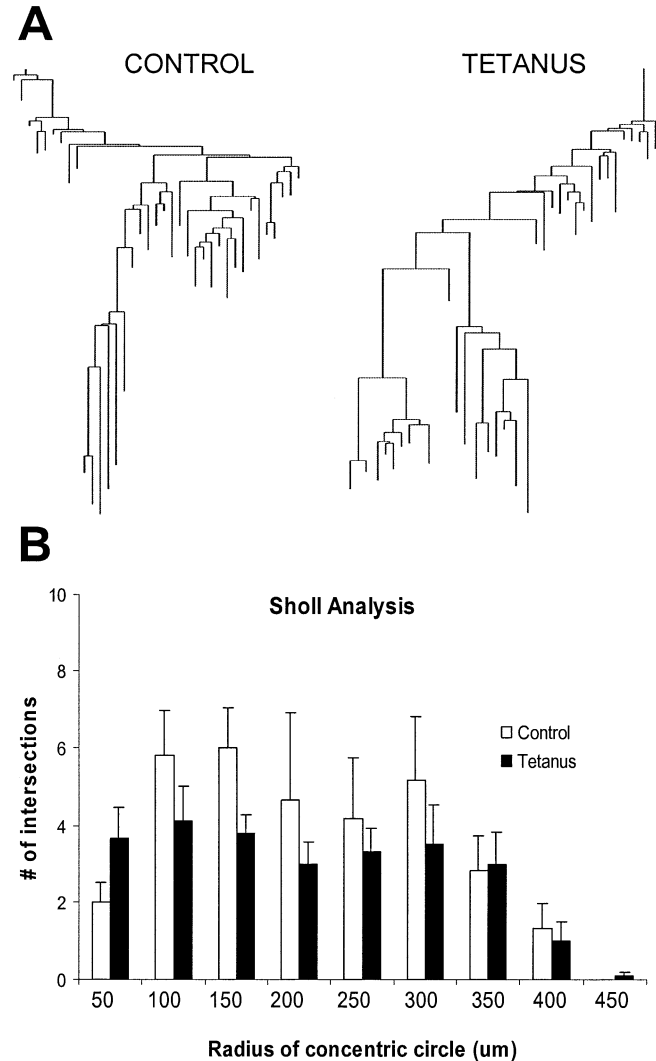 A
CONTROL TETANUS
B
Sholl Analysis
# of intersections
10
8
6
4
2
0
Control
Tetanus
50 100 150 200 250 300 350 400 450
Radius of concentric circle (um)